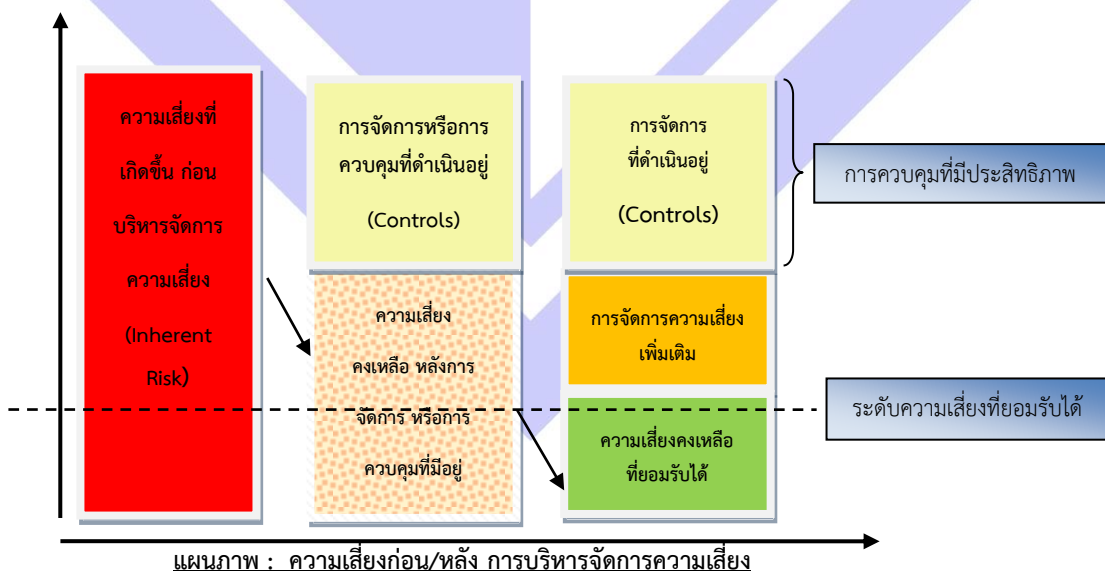 ความเสี่ยงที่
เกิดขึ้น ก่อน
บริหารจัดการ
ความเสี่ยง
(Inherent
Risk)
การจัดการหรือการ
ควบคุมที่ดำเนินอยู่
(Controls)
ความเสี่ยง
คงเหลือ หลังการ
จัดการ หรือการ
ควบคุมที่มีอยู่
การจัดการ
ที่ดำเนินอยู่
(Controls)
การจัดการความเสี่ยง
เพิ่มเติม
ความเสี่ยงคงเหลือ
ที่ยอมรับได้
การควบคุมที่มีประสิทธิภาพ
ระดับความเสี่ยงที่ยอมรับได้
แผนภาพ : ความเสี่ยงก่อน/หลัง การบริหารจัดการความเสี่ยง